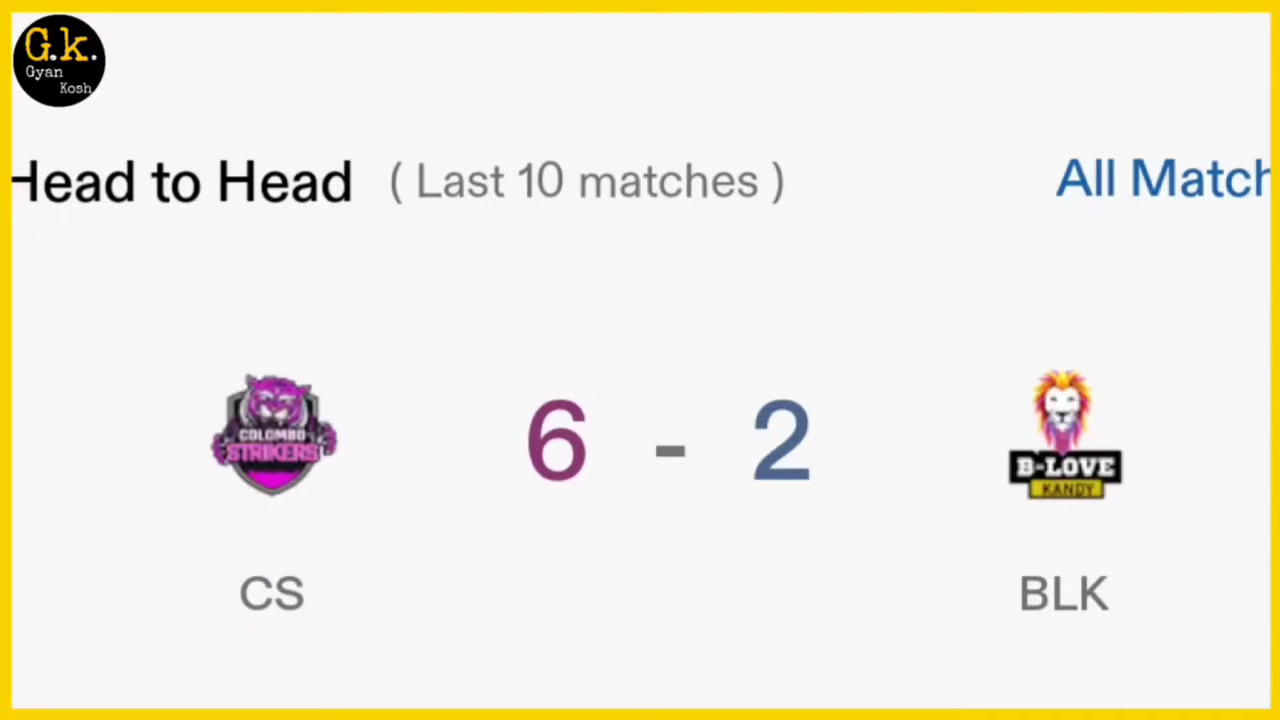 G.k.
Gyan
Kosh
Head to Head ( Last 10 matches ) All Match
COLOMBO
STRIKERS
6 - 2
B-LOVE
KANDY
CS BLK